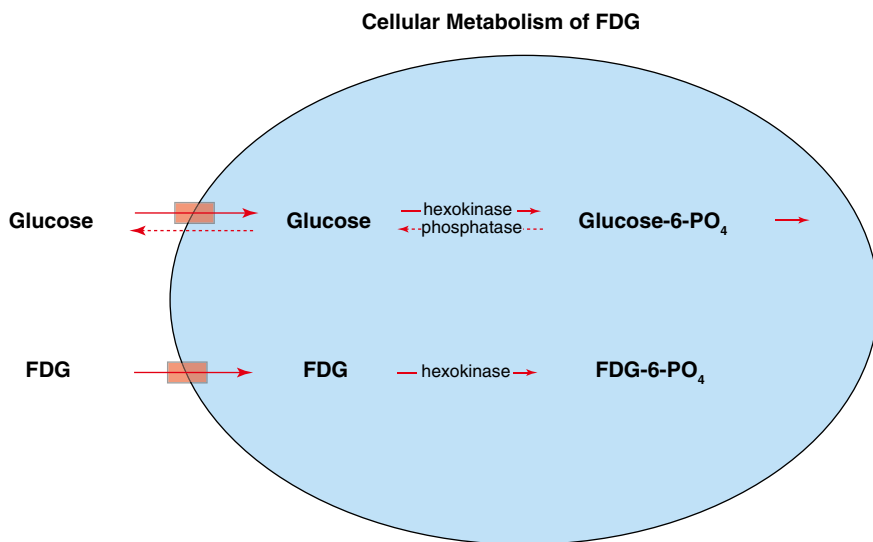 Cellular Metabolism of FDG
Glucose
Glucose
hexokinase
phosphatase
Glucose-6-PO₄
FDG
FDG
hexokinase
FDG-6-PO₄